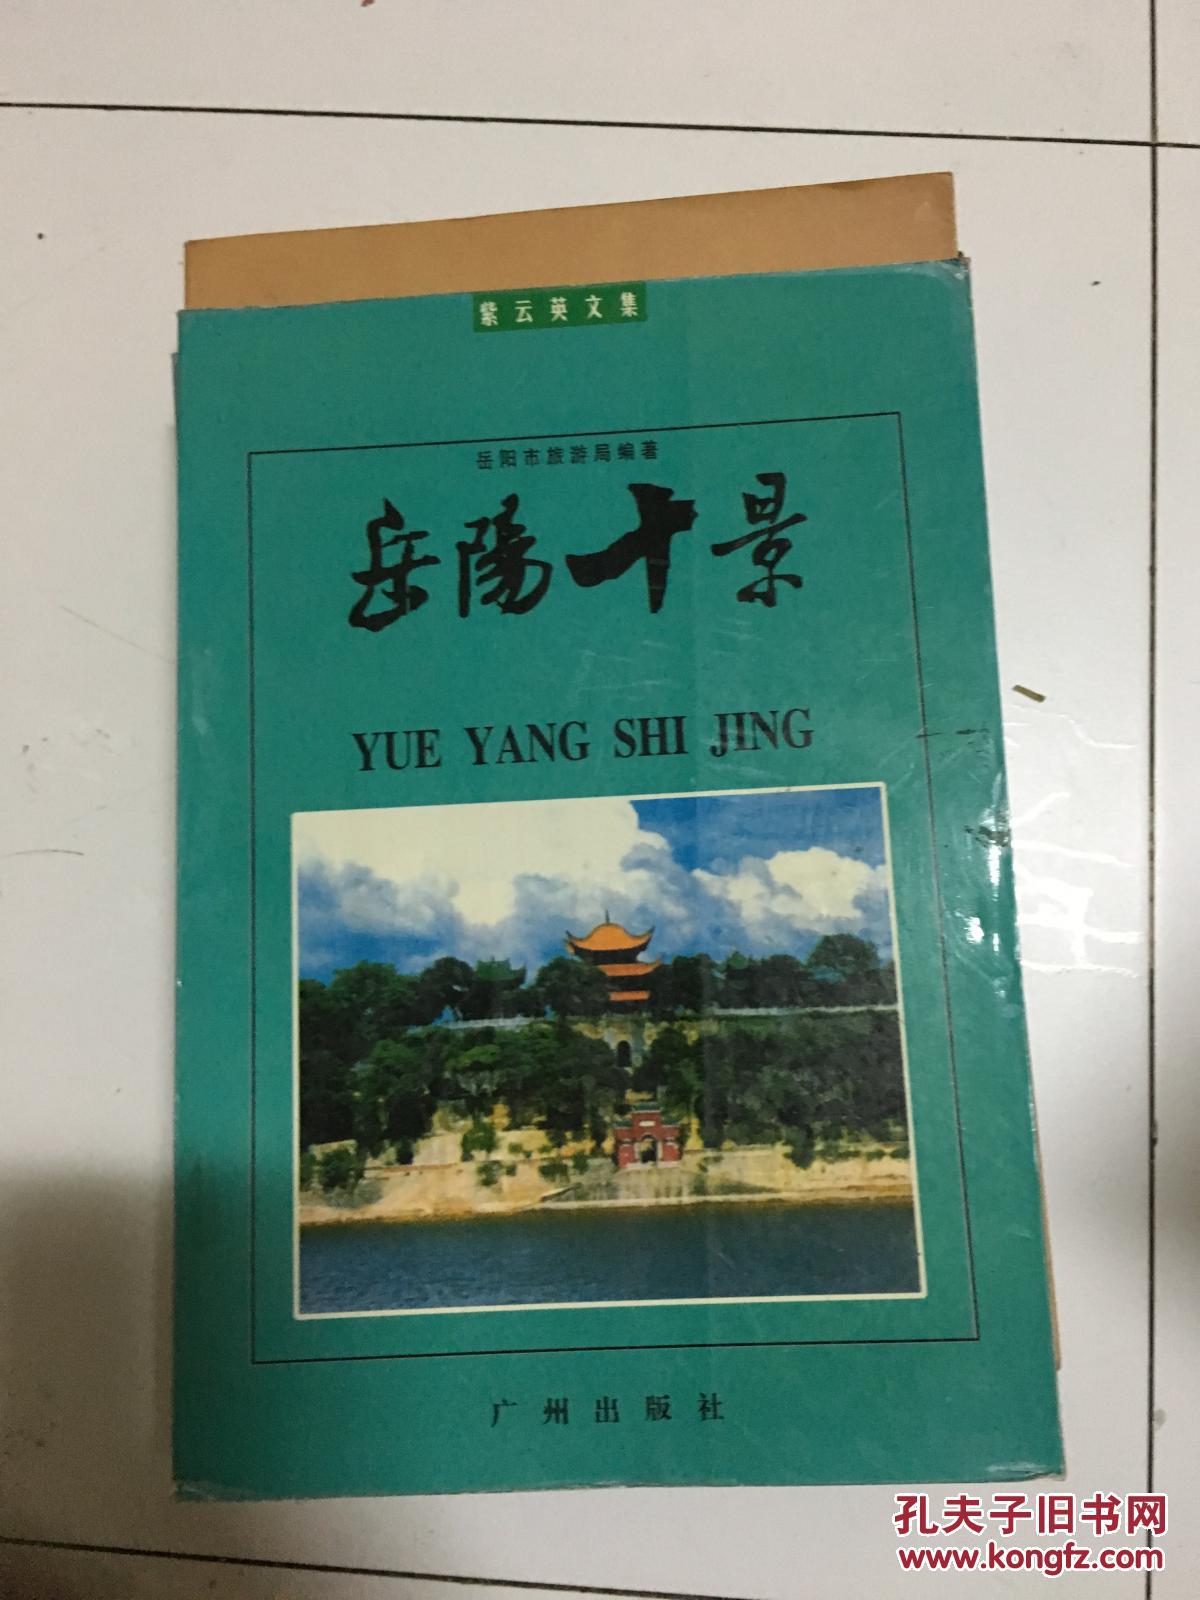 紫云英文集
岳阳市旅游局编著
岳陽十景
YUE YANG SHI JING
广州出版社
孔夫子旧书网
www.kongfz.com